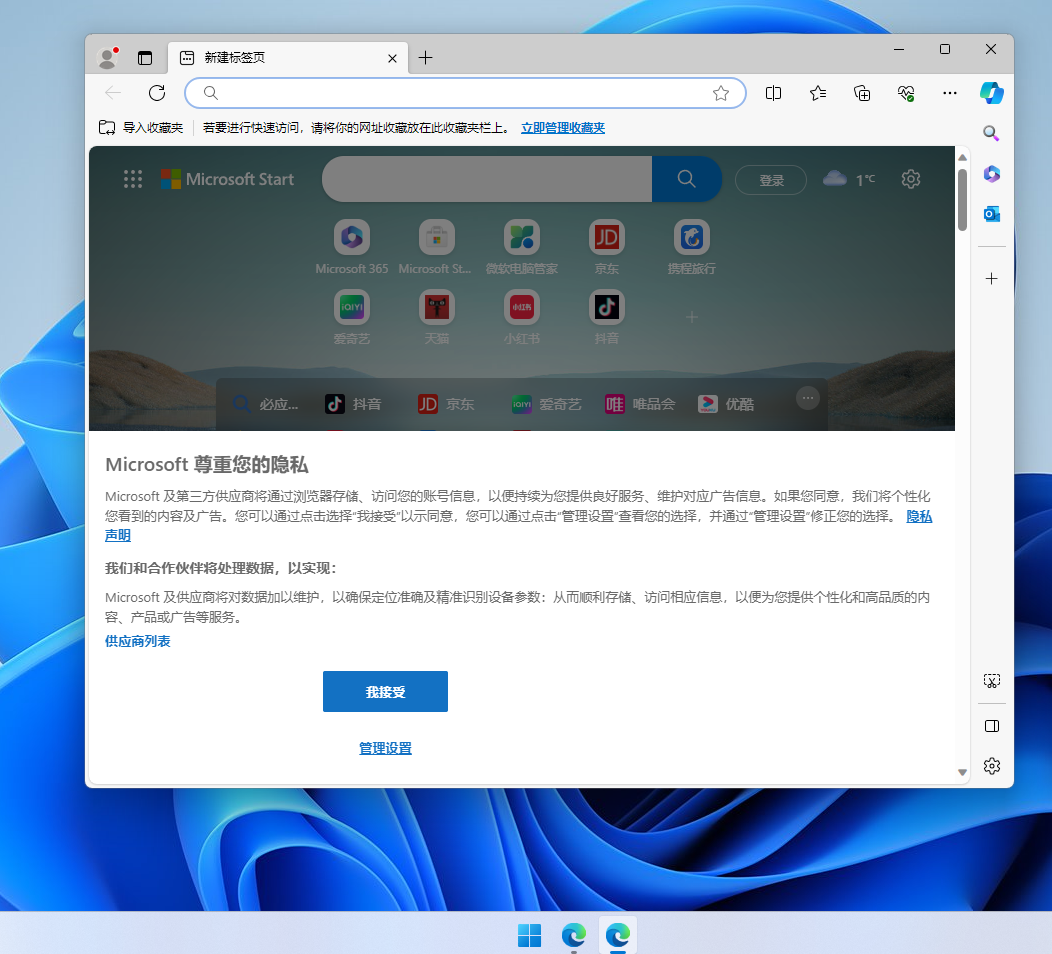 新建标签页
导入收藏夹 若要进行快速访问，请将你的网址收藏放在此收藏夹栏上。 立即管理收藏夹
Microsoft Start 登录 1°C
Microsoft 365 Microsoft St... 微软电脑管家 京东 携程旅行
爱奇艺 天猫 小红书 抖音
必应... 抖音 京东 爱奇艺 唯品会 优酷
Microsoft 尊重您的隐私
Microsoft 及第三方供应商将通过浏览器存储、访问您的账号信息，以便持续为您提供良好服务、维护对应广告信息。如果您同意，我们将个性化
您看到的内容及广告。您可以通过点击选择“我接受”以示同意，您可以通过点击“管理设置”查看您的选择，并通过“管理设置”修正您的选择。 隐私
声明
我们和合作伙伴将处理数据，以实现：
Microsoft 及供应商将对数据加以维护，以确保定位准确及精准识别设备参数：从而顺利存储、访问相应信息，以便为您提供个性化和高品质的内
容、产品或广告等服务。
供应商列表
我接受
管理设置